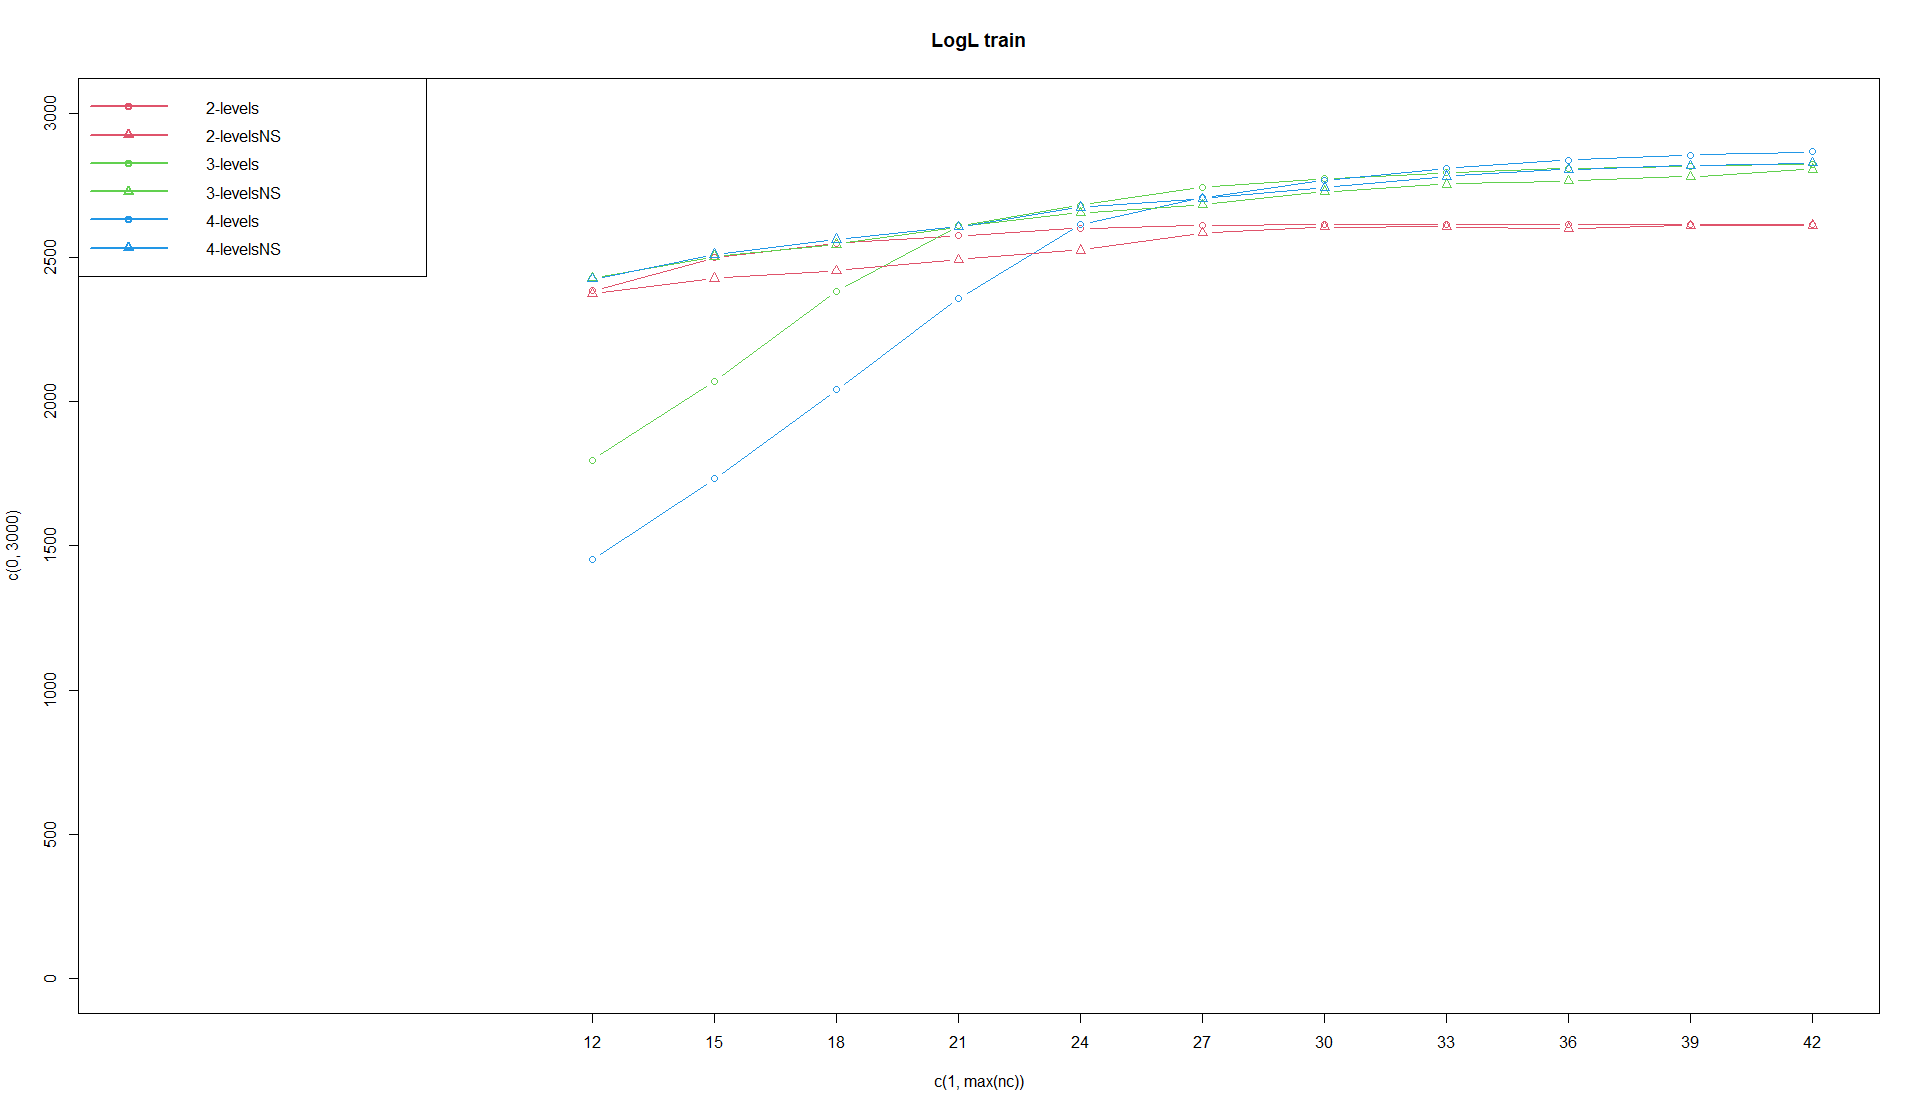 LogL train
2-levels
2-levelsNS
3-levels
3-levelsNS
4-levels
4-levelsNS
c(0, 3000)
3000
2500
2000
1500
1000
500
0
12 15 18 21 24 27 30 33 36 39 42
c(1, max(nc))